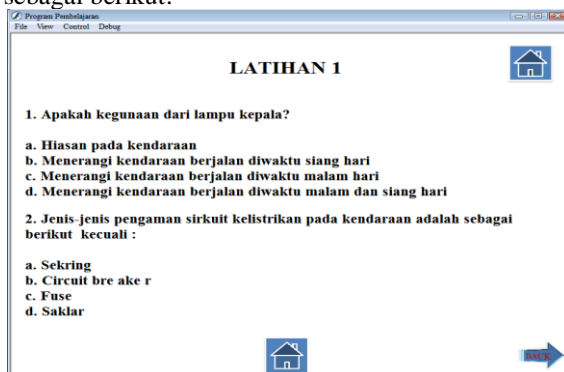 sebagai berikut:
Program Pembelajaran
File View Control Debug
LATIHAN 1
1. Apakah kegunaan dari lampu kepala?
a. Hiasan pada kendaraan
b. Menerangi kendaraan berjalan diwaktu siang hari
c. Menerangi kendaraan berjalan diwaktu malam hari
d. Menerangi kendaraan berjalan diwaktu malam dan siang hari
2. Jenis-jenis pengaman sirkuit kelistrikan pada kendaraan adalah sebagai
berikut kecuali :
a. Sekring
b. Circuit bre ake r
c. Fuse
d. Saklar
BACK